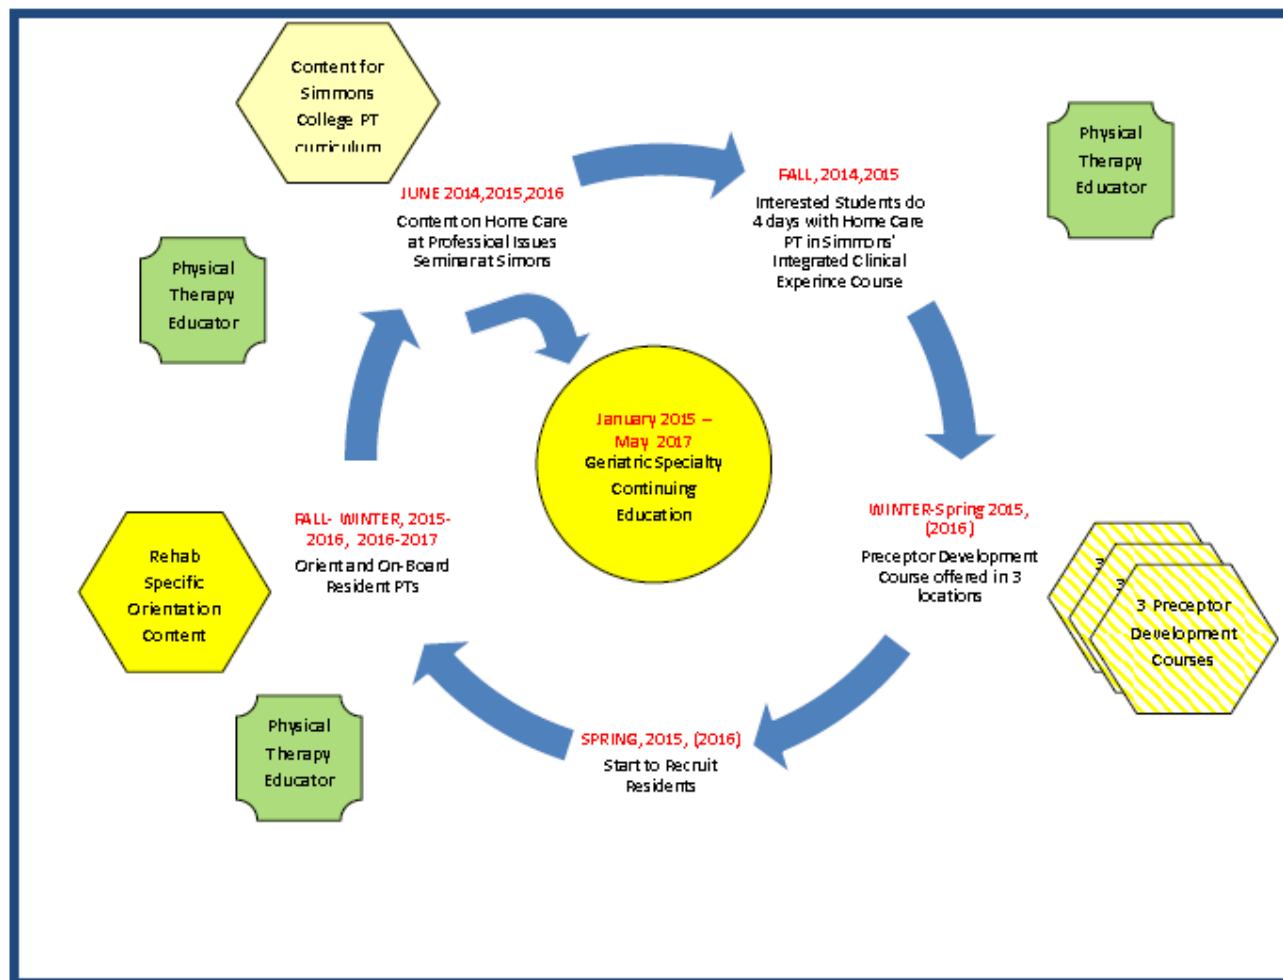 Content for
Simmons
College PT
curriculum
JUNE 2014,2015,2016
Content on Home Care
at Professional Issues
Seminar at Simons
FALL, 2014,2015
Interested Students do
4 days with Home Care
PT in Simmons'
Integrated Clinical
Experince Course
Physical
Therapy
Educator
Physical
Therapy
Educator
January 2015 –
May 2017
Geriatric Specialty
Continuing
Education
WINTER-Spring 2015,
(2016)
Preceptor Development
Course offered in 3
locations
3
3
3 Preceptor
Development
Courses
FALL- WINTER, 2015-
2016, 2016-2017
Orient and On-Board
Resident PTs
Rehab
Specific
Orientation
Content
SPRING, 2015, (2016)
Start to Recruit
Residents
Physical
Therapy
Educator